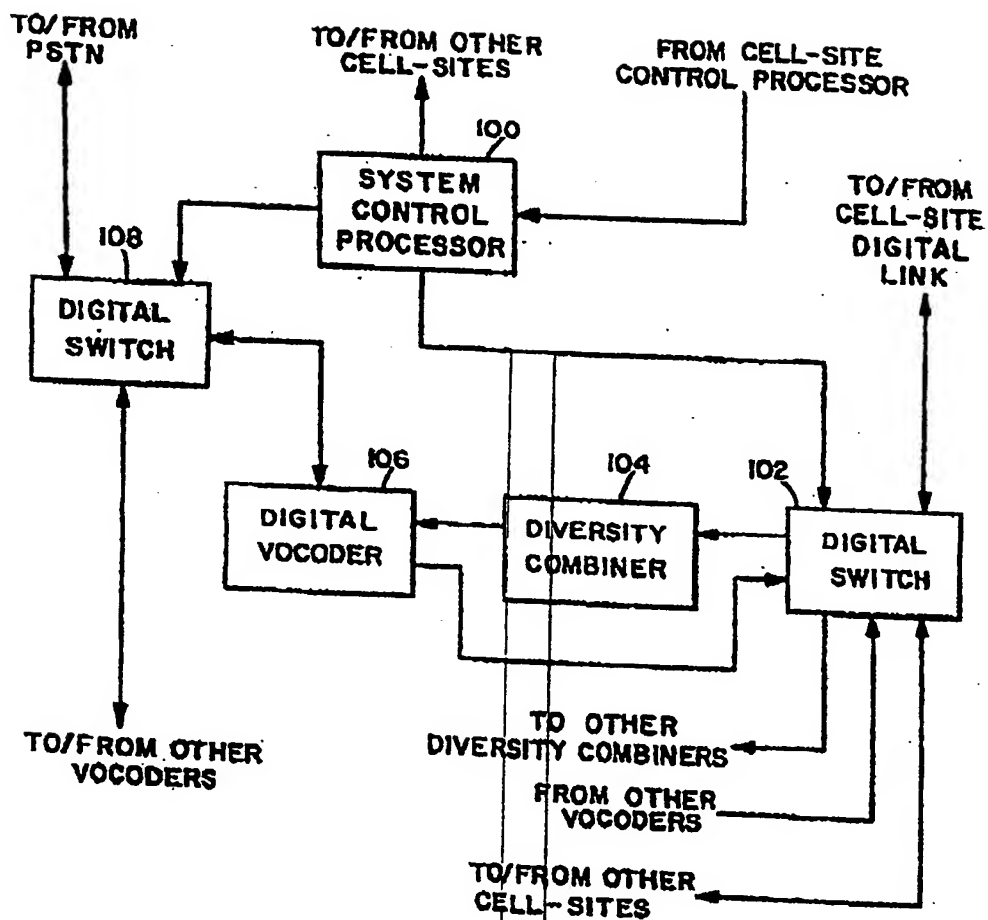 TO/FROM
PSTN
TO/FROM OTHER
CELL-SITES
FROM CELL-SITE
CONTROL PROCESSOR
100
SYSTEM
CONTROL
PROCESSOR
TO/FROM
CELL-SITE
DIGITAL
LINK
108
DIGITAL
SWITCH
106
DIGITAL
VOCODER
104
DIVERSITY
COMBINER
102
DIGITAL
SWITCH
TO/FROM OTHER
VOCODERS
TO OTHER
DIVERSITY COMBINERS
FROM OTHER
VOCODERS
TO/FROM OTHER
CELL-SITES